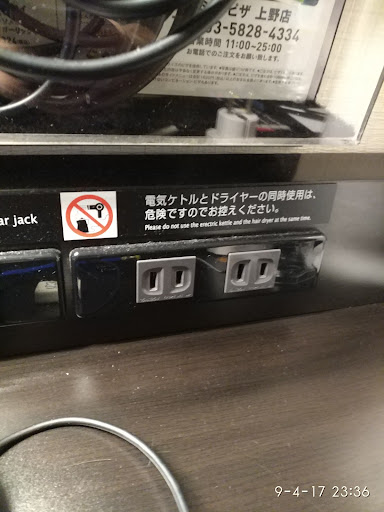 ピザ 上野店
3-5828-4334
業時間 11:00~25:00
お電話でのご注文をお願い致します。
ar jack
電気ケトルとドライヤーの同時使用は、
危険ですのでお控えください。
Please do not use the erectric kettle and the hair dryer at the same time.
9-4-17 23:36